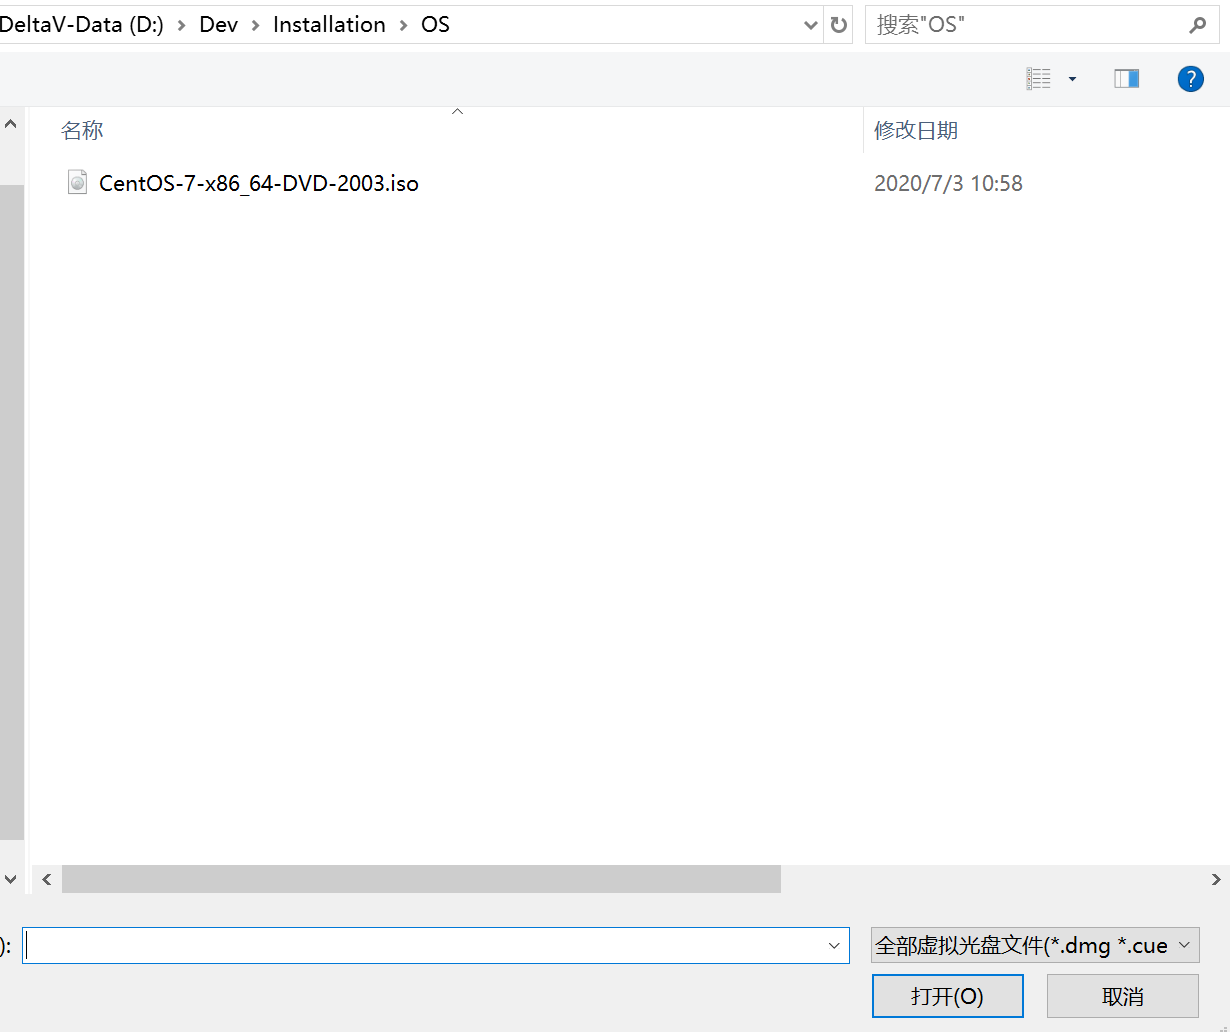 DeltaV-Data (D:) › Dev › Installation › OS
搜索"OS"
?
名称
修改日期
CentOS-7-x86_64-DVD-2003.iso
2020/7/3 10:58
):
全部虚拟光盘文件(*.dmg *.cue
打开(O)
取消